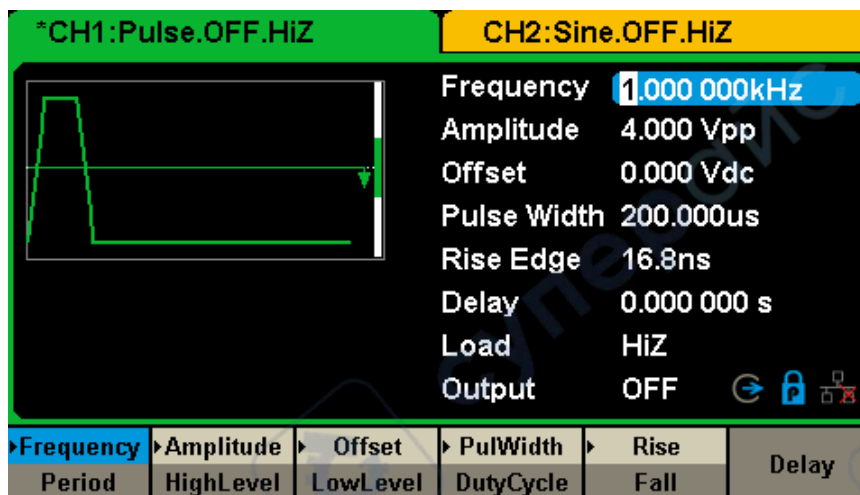 *CH1:Pulse.OFF.HiZ CH2:Sine.OFF.HiZ
Frequency 1.000 000kHz
Amplitude 4.000 Vpp
Offset 0.000 Vdc
Pulse Width 200.000us
Rise Edge 16.8ns
Delay 0.000 000 s
Load HiZ
Output OFF
Frequency Amplitude Offset PulWidth Rise Delay
Period HighLevel LowLevel DutyCycle Fall
суперайс